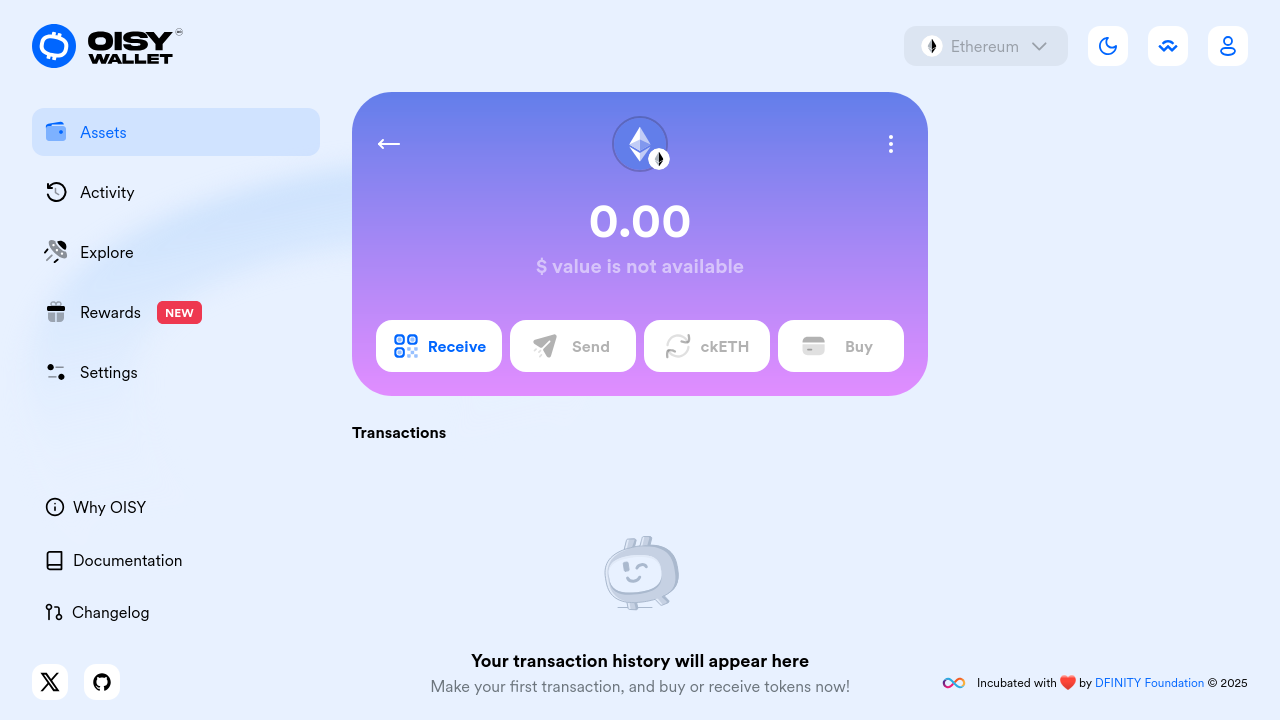 OISY
WALLET
Ethereum
Assets
Activity
Explore
Rewards NEW
Settings
0.00
$ value is not available
Receive
Send
ckETH
Buy
Transactions
Why OISY
Documentation
Changelog
Your transaction history will appear here
Make your first transaction, and buy or receive tokens now!
Incubated with ❤️ by DFINITY Foundation © 2025